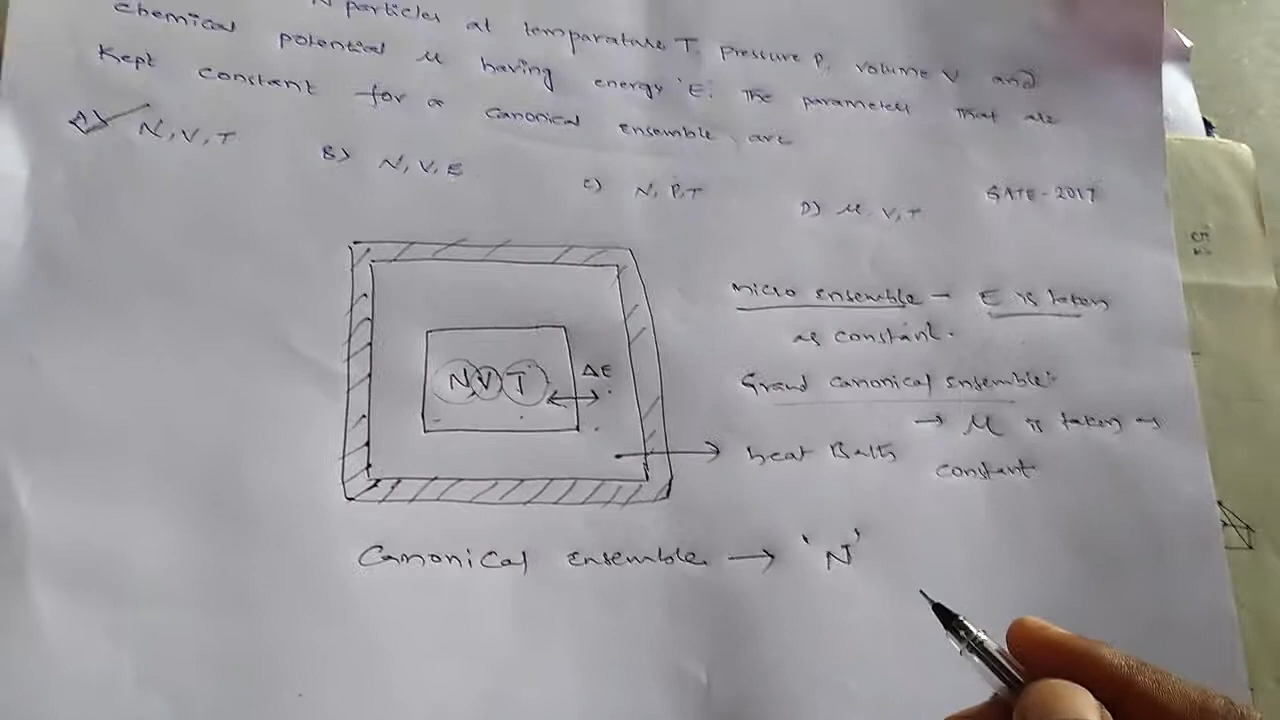 N particles at temparature T, pressure P, volume V and
chemical potential μ having energy 'E'. The parameters that are
kept constant for a canonical ensemble are
A) N, V, T
B) N, V, E
C) N, P, T
D) μ, V, T
GATE - 2017
micro ensemble - E is taken
as constant.
N V T
ΔE
Grand canonical ensemble:
→ μ is taken as
constant
heat Bath
Canonical ensemble → 'N'